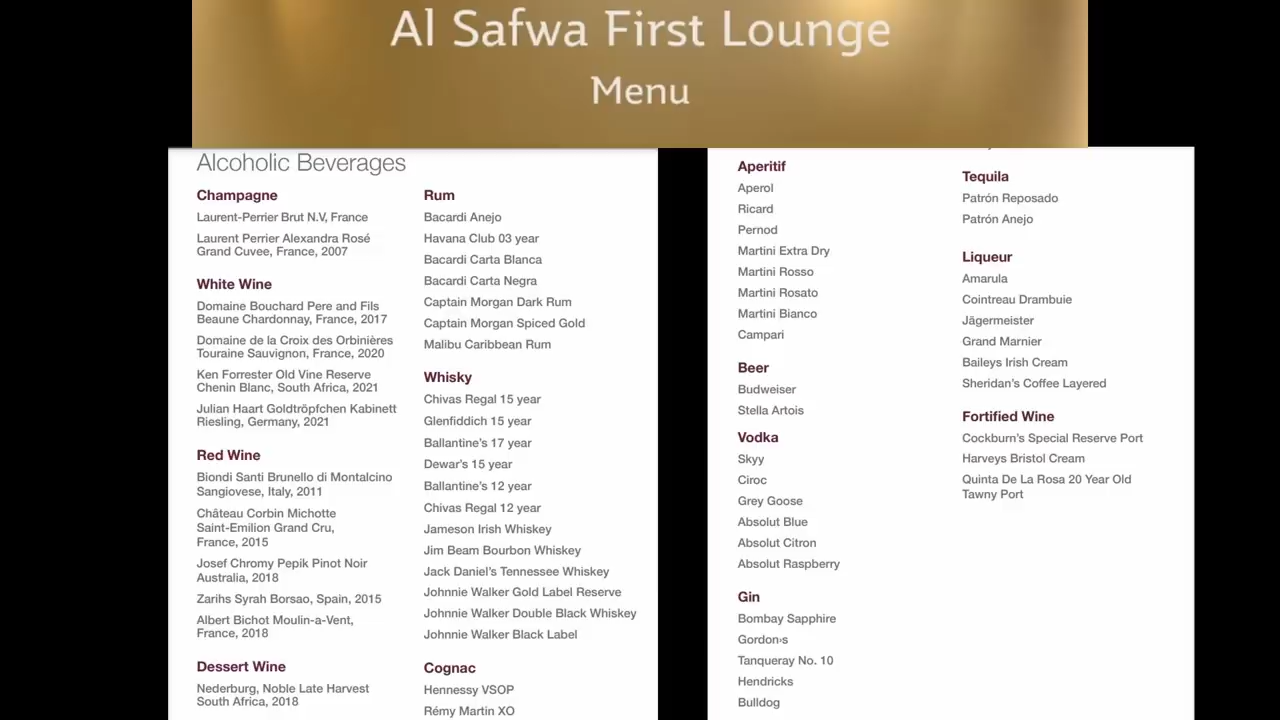 Al Safwa First Lounge
Menu
Alcoholic Beverages
Champagne
Laurent-Perrier Brut N.V, France
Laurent Perrier Alexandra Rosé
Grand Cuvee, France, 2007
White Wine
Domaine Bouchard Pere and Fils
Beaune Chardonnay, France, 2017
Domaine de la Croix des Orbinières
Touraine Sauvignon, France, 2020
Ken Forrester Old Vine Reserve
Chenin Blanc, South Africa, 2021
Julian Haart Goldtröpfchen Kabinett
Riesling, Germany, 2021
Red Wine
Biondi Santi Brunello di Montalcino
Sangiovese, Italy, 2011
Château Corbin Michotte
Saint-Emilion Grand Cru,
France, 2015
Josef Chromy Pepik Pinot Noir
Australia, 2018
Zarihs Syrah Borsao, Spain, 2015
Albert Bichot Moulin-a-Vent,
France, 2018
Dessert Wine
Nederburg, Noble Late Harvest
South Africa, 2018
Rum
Bacardi Anejo
Havana Club 03 year
Bacardi Carta Blanca
Bacardi Carta Negra
Captain Morgan Dark Rum
Captain Morgan Spiced Gold
Malibu Caribbean Rum
Whisky
Chivas Regal 15 year
Glenfiddich 15 year
Ballantine's 17 year
Dewar's 15 year
Ballantine's 12 year
Chivas Regal 12 year
Jameson Irish Whiskey
Jim Beam Bourbon Whiskey
Jack Daniel's Tennessee Whiskey
Johnnie Walker Gold Label Reserve
Johnnie Walker Double Black Whiskey
Johnnie Walker Black Label
Cognac
Hennessy VSOP
Rémy Martin XO
Aperitif
Aperol
Ricard
Pernod
Martini Extra Dry
Martini Rosso
Martini Rosato
Martini Bianco
Campari
Beer
Budweiser
Stella Artois
Vodka
Skyy
Ciroc
Grey Goose
Absolut Blue
Absolut Citron
Absolut Raspberry
Gin
Bombay Sapphire
Gordon›s
Tanqueray No. 10
Hendricks
Bulldog
Tequila
Patrón Reposado
Patrón Anejo
Liqueur
Amarula
Cointreau Drambuie
Jägermeister
Grand Marnier
Baileys Irish Cream
Sheridan's Coffee Layered
Fortified Wine
Cockburn's Special Reserve Port
Harveys Bristol Cream
Quinta De La Rosa 20 Year Old
Tawny Port